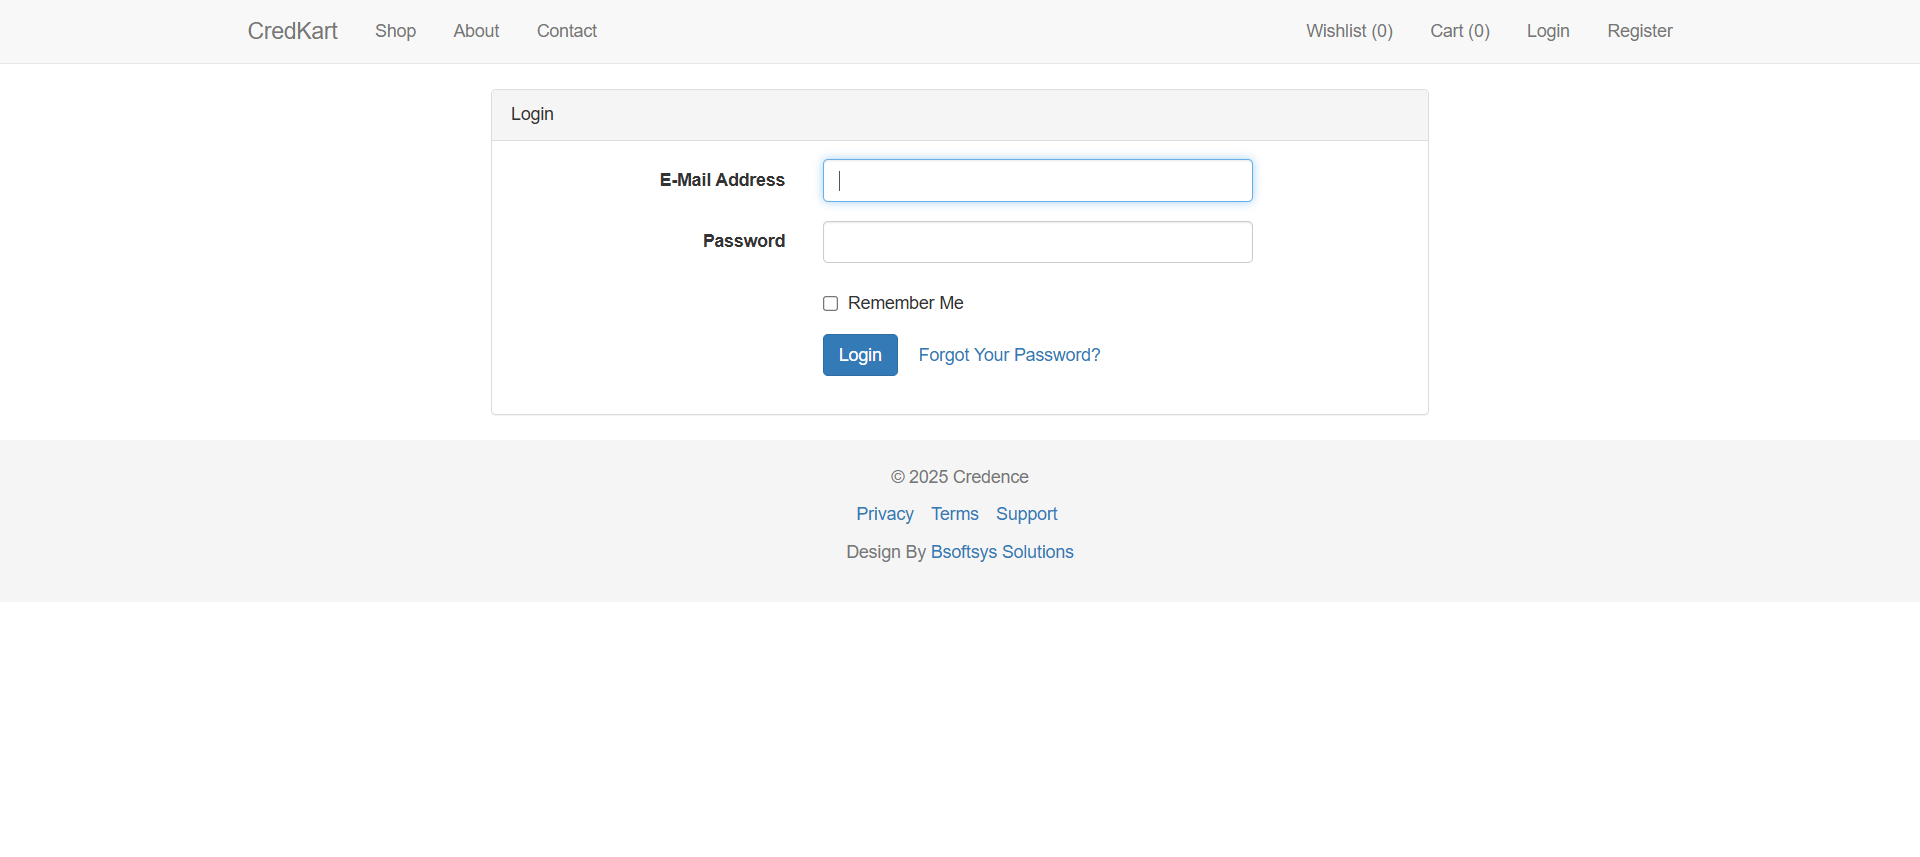 CredKart Shop About Contact Wishlist (0) Cart (0) Login Register
Login
E-Mail Address
Password
Remember Me
Login Forgot Your Password?
© 2025 Credence
Privacy Terms Support
Design By Bsoftsys Solutions